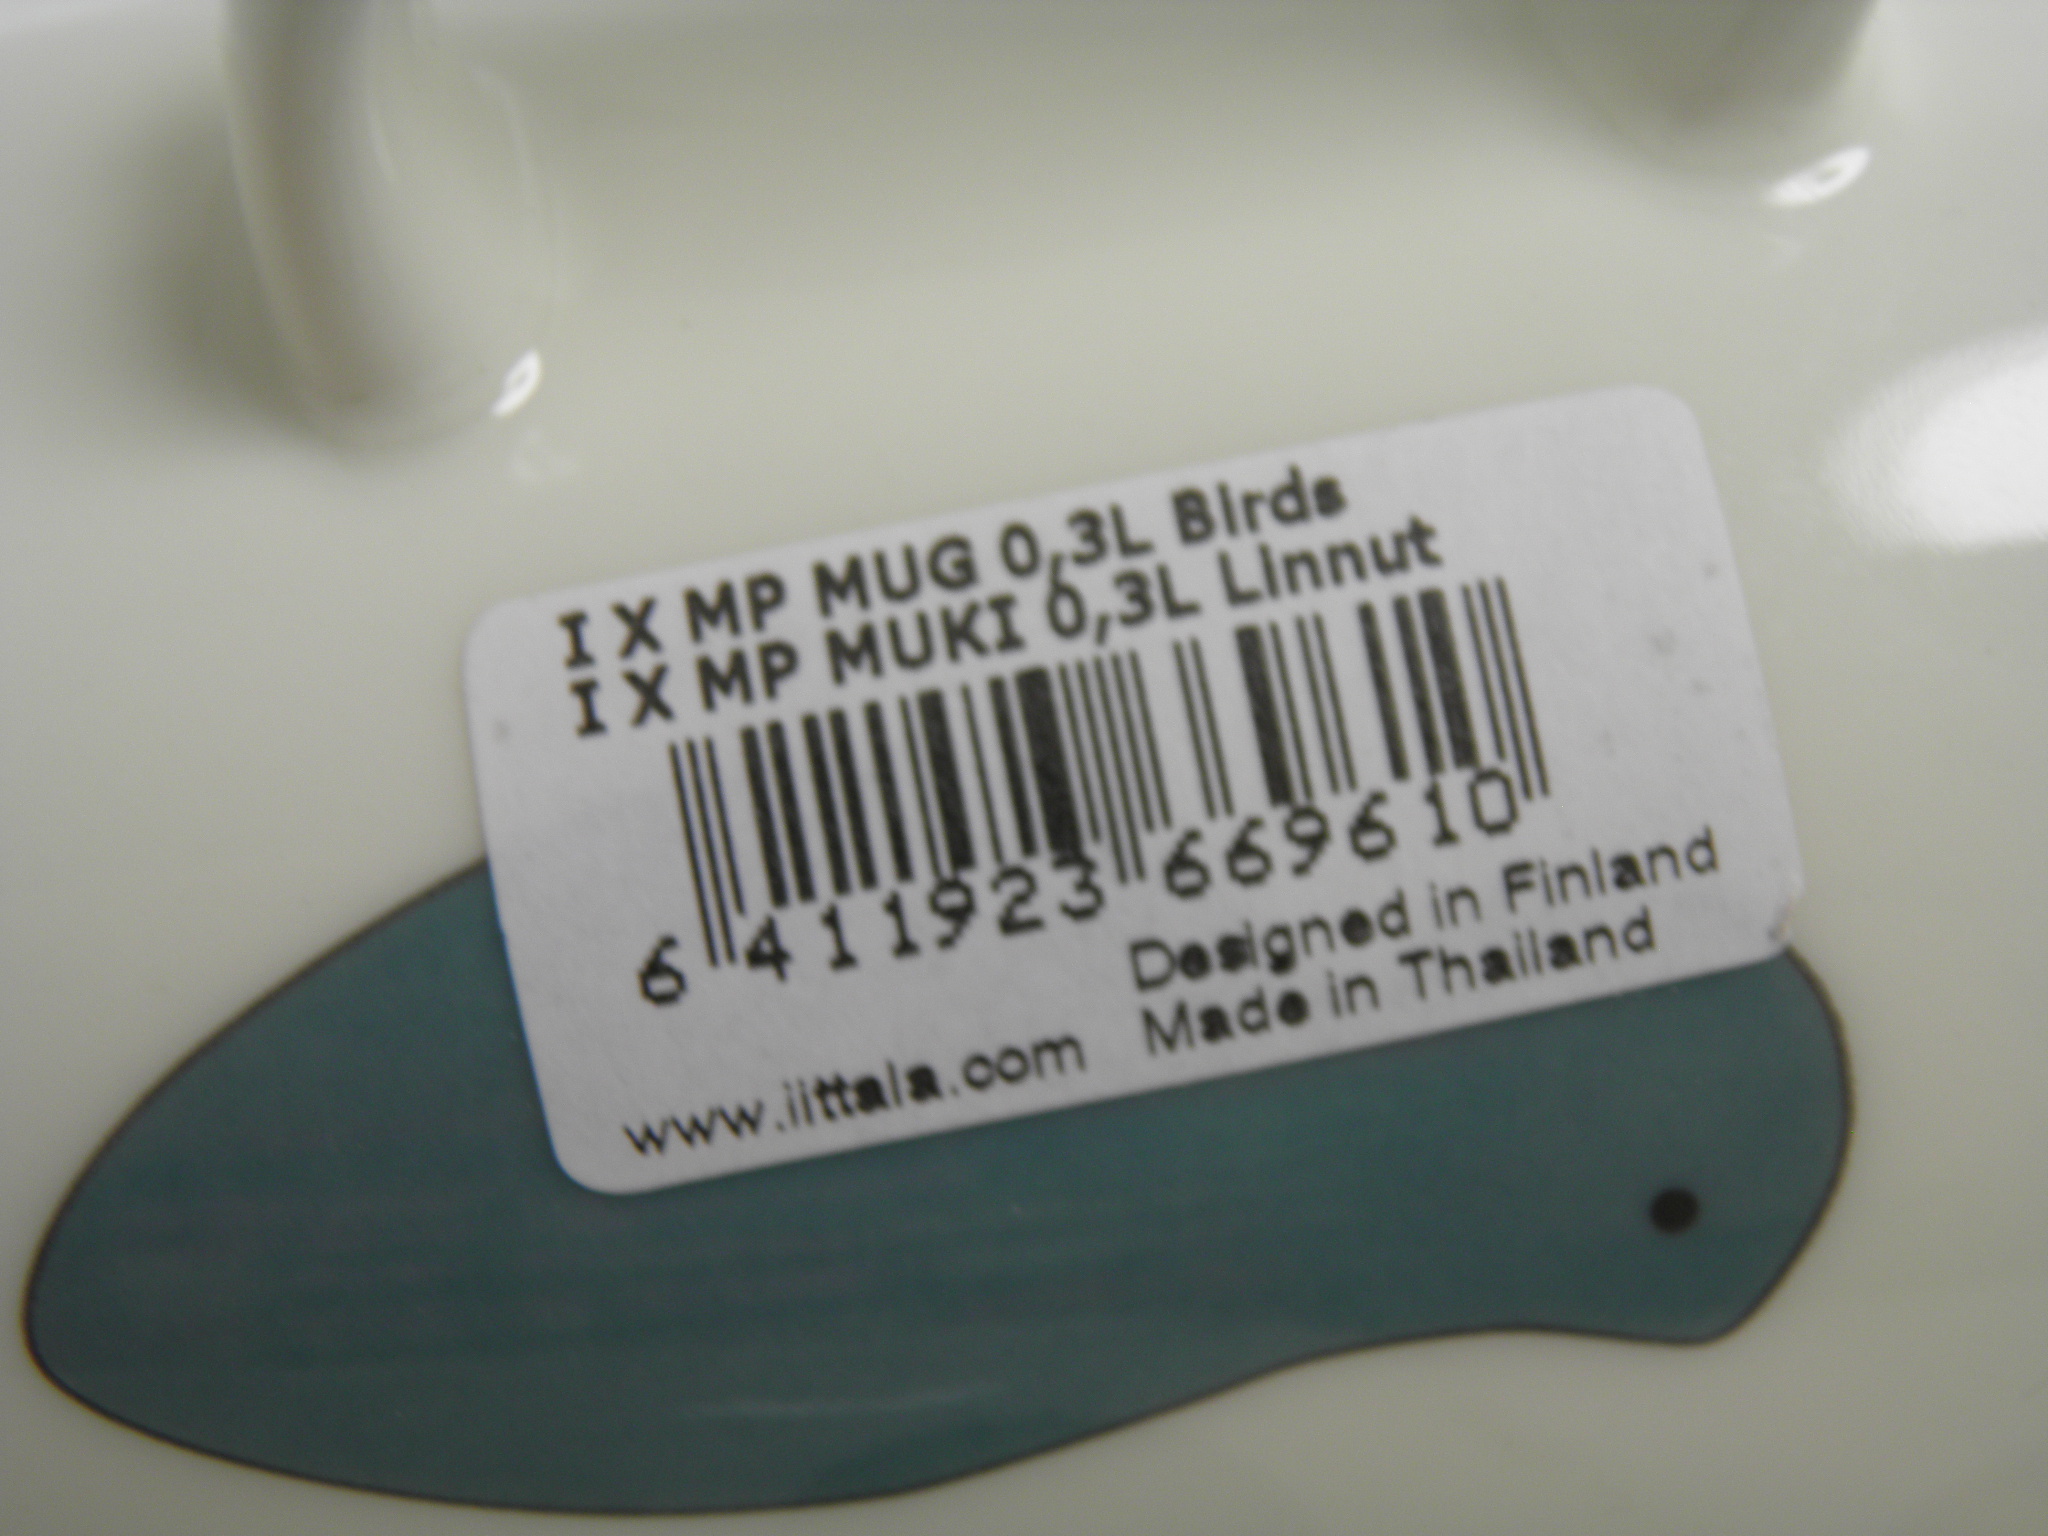 I X MP MUG 0,3L Birds
I X MP MUKI 0,3L Linnut
6 411923 669610
Designed in Finland
Made in Thailand
www.iittala.com